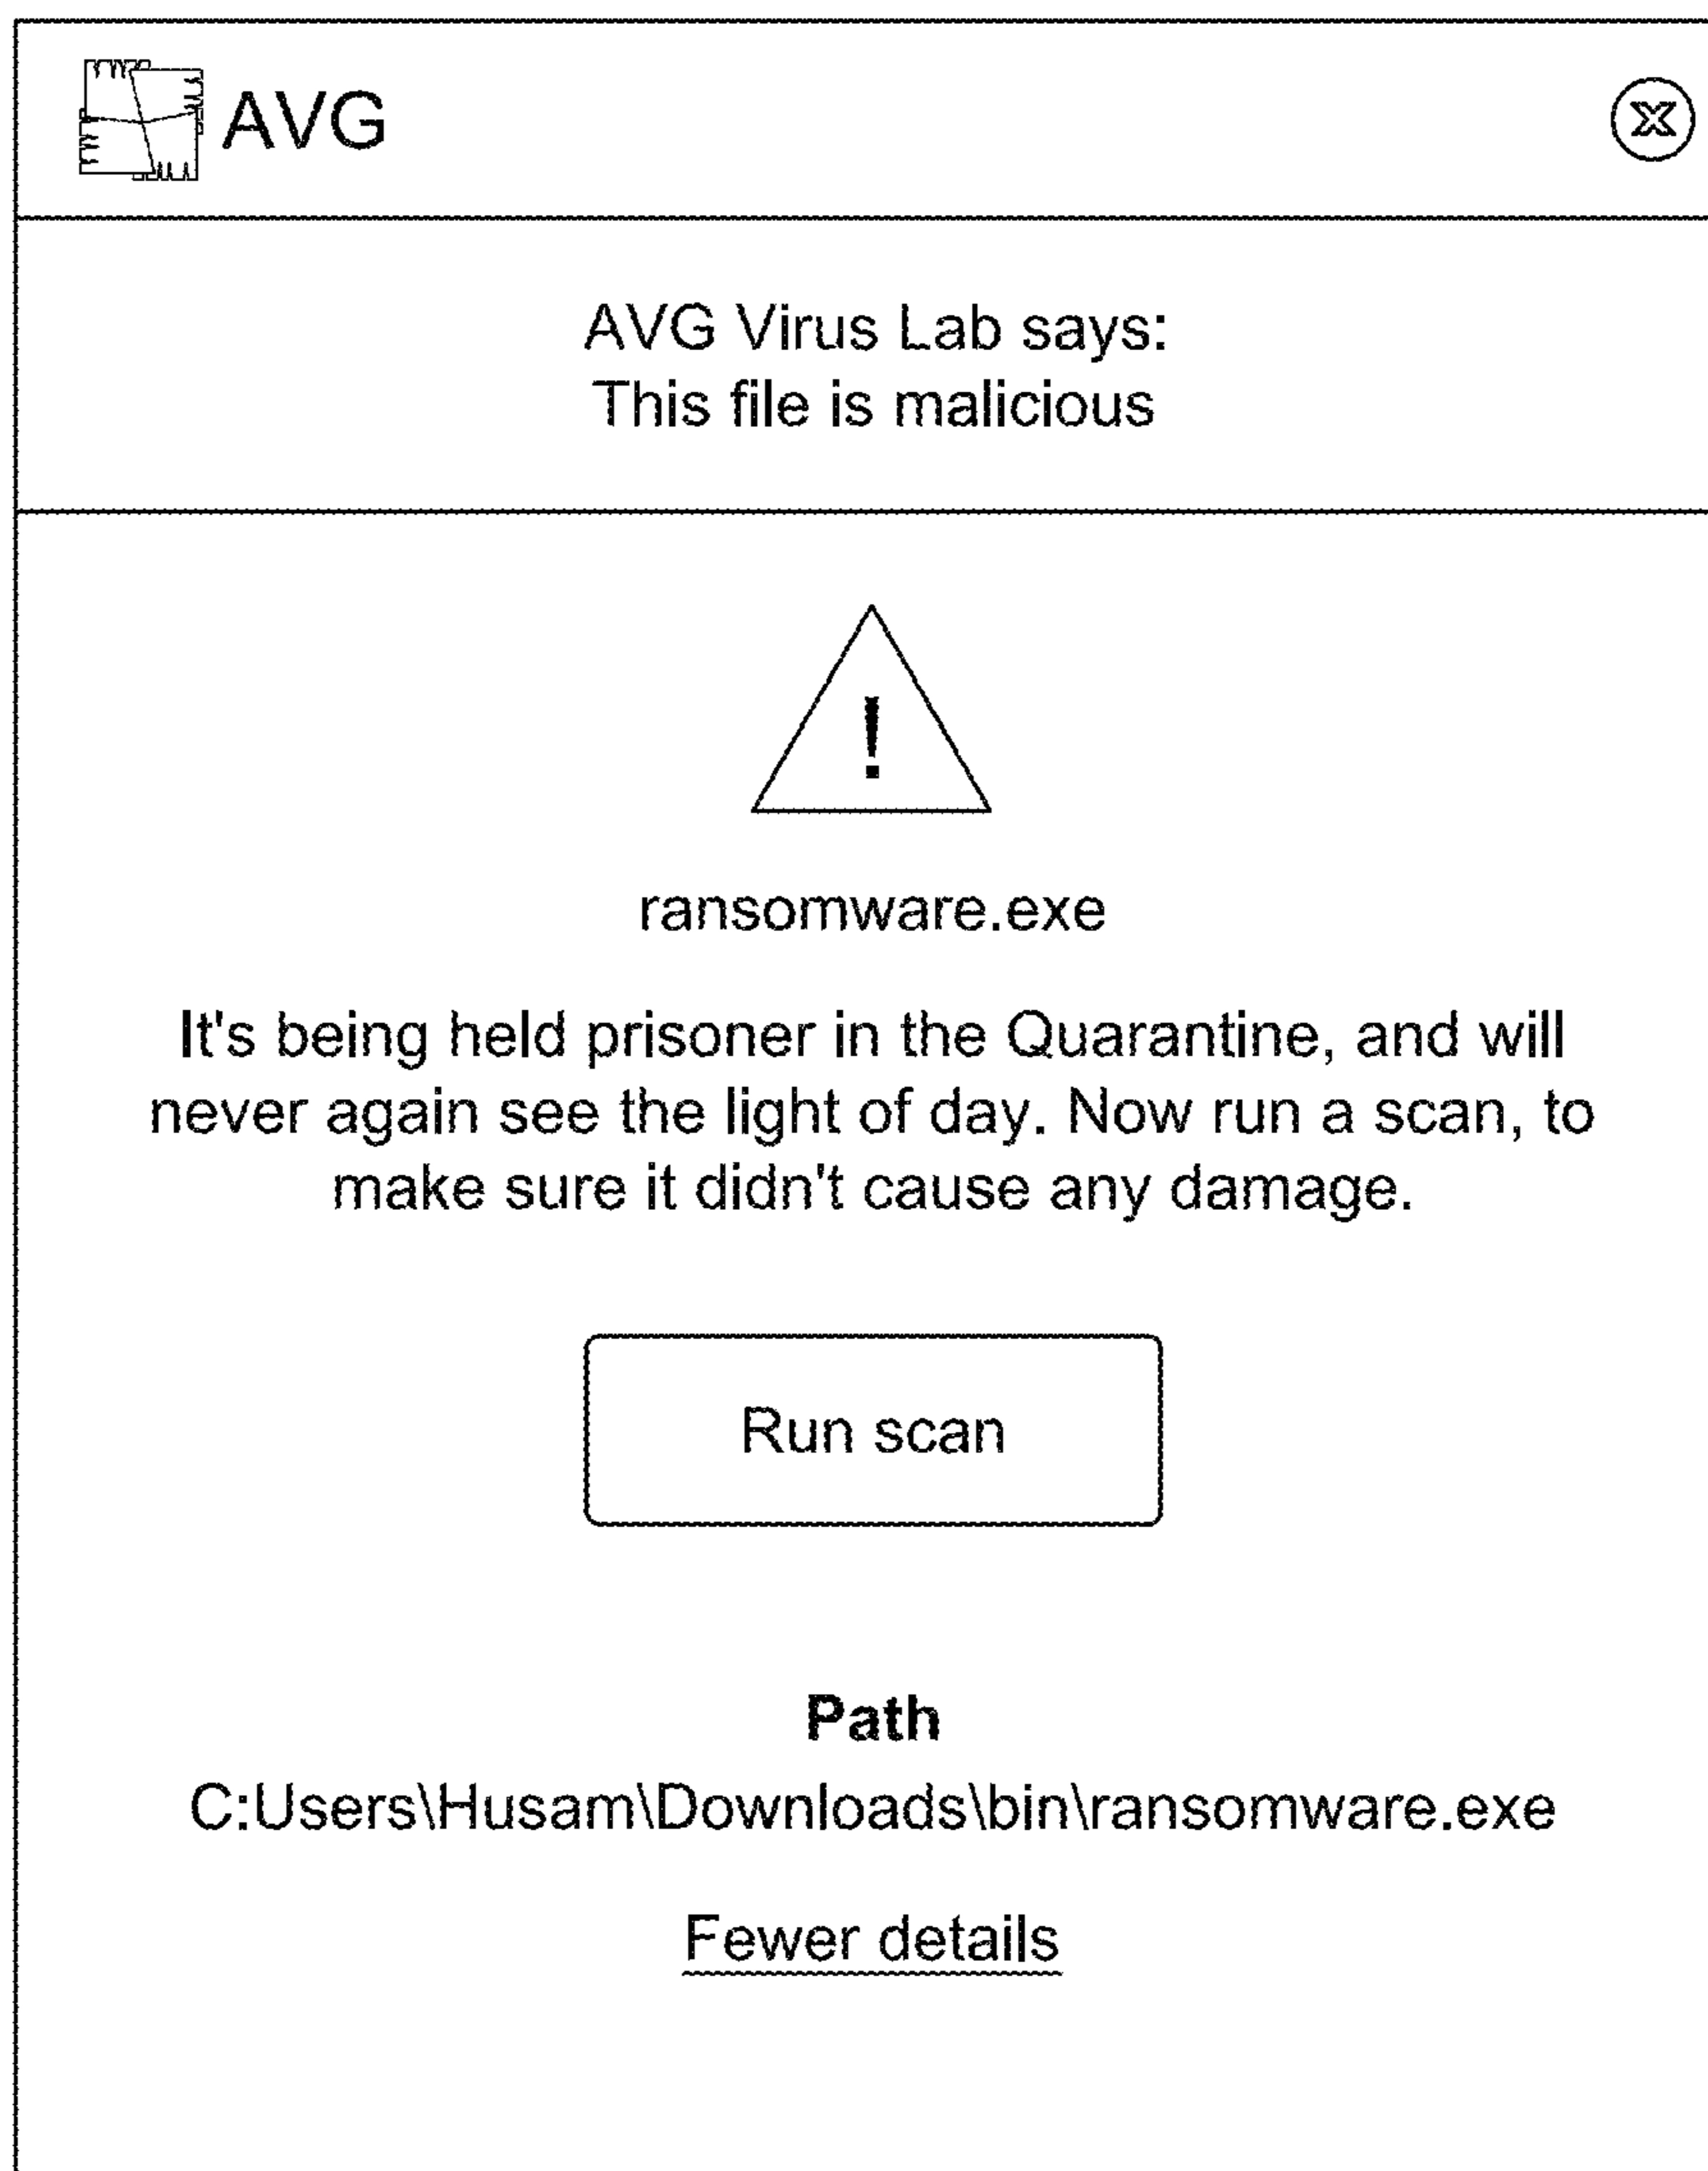 AVG
AVG Virus Lab says:
This file is malicious
!
ransomware.exe
It's being held prisoner in the Quarantine, and will
never again see the light of day. Now run a scan, to
make sure it didn't cause any damage.
Run scan
Path
C:Users\Husam\Downloads\bin\ransomware.exe
Fewer details